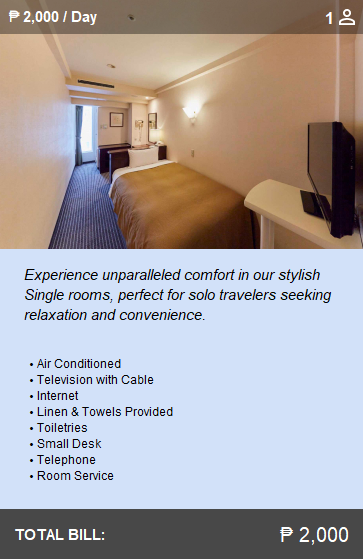 ₱ 2,000 / Day
1
Experience unparalleled comfort in our stylish
Single rooms, perfect for solo travelers seeking
relaxation and convenience.
• Air Conditioned
• Television with Cable
• Internet
• Linen & Towels Provided
• Toiletries
• Small Desk
• Telephone
• Room Service
TOTAL BILL:
₱ 2,000